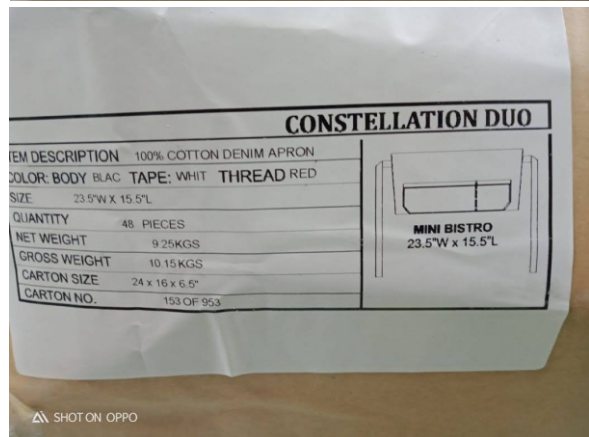 CONSTELLATION DUO
TEM DESCRIPTION 100% COTTON DENIM APRON
COLOR: BODY BLAC TAPE: WHIT THREAD RED
SIZE 23.5"W X 15.5"L
QUANTITY 48 PIECES
NET WEIGHT 9.25KGS
GROSS WEIGHT 10.15KGS
CARTON SIZE 24 x 16 x 6.5"
CARTON NO. 153 OF 953
MINI BISTRO
23.5"W x 15.5"L
SHOT ON OPPO